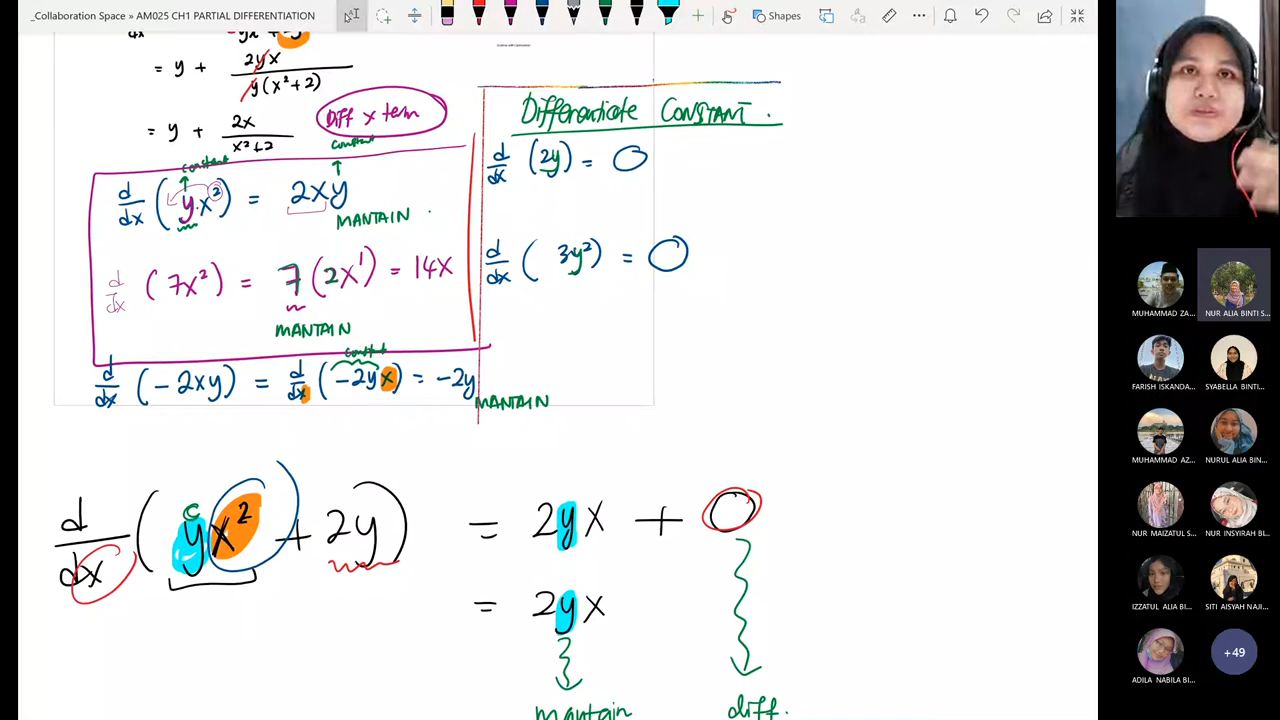 _Collaboration Space » AM025 CH1 PARTIAL DIFFERENTIATION
Shapes
dx
= y + 2yx / y(x² + 2)
= y + 2x / x² + 2
Diff x term
constant
constant
d/dx (y·x²) = 2xy
MANTAIN
d/dx (7x²) = 7 (2x¹) = 14x
MANTAIN
constant
d/dx (-2xy) = d/dx (-2yx) = -2y
MANTAIN
Differentiate CONSTANT.
d/dx (2y) = 0
d/dx (3y²) = 0
c
d/dx (yx² + 2y) = 2yx + 0
= 2yx
mantain
diff.
MUHAMMAD ZA...
NUR ALIA BINTI S...
FARISH ISKANDA...
SYABELLA BINTI...
MUHAMMAD AZ...
NURUL ALIA BIN...
NUR MAIZATUL S...
NUR INSYIRAH BI...
IZZATUL ALIA BI...
SITI AISYAH NAJI...
ADILA NABILA BI...
+49